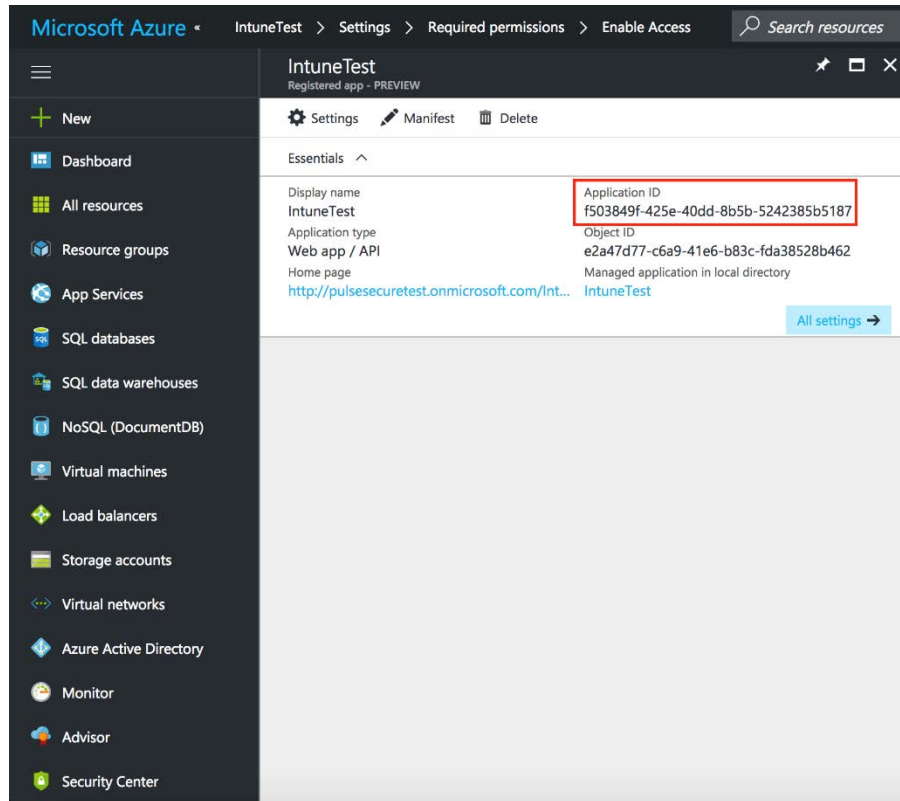 Microsoft Azure «
IntuneTest > Settings > Required permissions > Enable Access
Search resources
IntuneTest
Registered app - PREVIEW
New
Settings
Manifest
Delete
Dashboard
Essentials
All resources
Display name
IntuneTest
Application ID
f503849f-425e-40dd-8b5b-5242385b5187
Application type
Web app / API
Object ID
e2a47d77-c6a9-41e6-b83c-fda38528b462
Home page
http://pulsesecuretest.onmicrosoft.com/Int...
Managed application in local directory
IntuneTest
All settings →
Resource groups
App Services
SQL databases
SQL data warehouses
NoSQL (DocumentDB)
Virtual machines
Load balancers
Storage accounts
Virtual networks
Azure Active Directory
Monitor
Advisor
Security Center